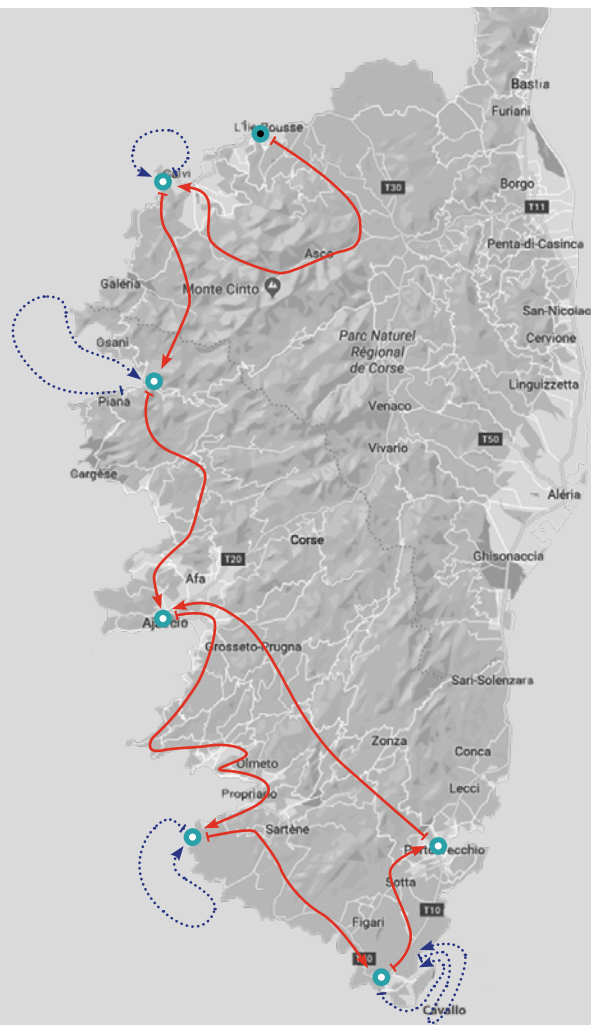 Bastia
Furiani
L'Île-Rousse
Calvi
T30
Borgo
T11
Penta-di-Casinca
Asco
Galéria
Monte Cinto
San-Nicolao
Osani
Parc Naturel
Régional
de Corse
Cervione
Linguizzetta
Piana
Venaco
T50
Vivario
Cargèse
Aléria
Corse
T20
Ghisonaccia
Afa
Ajaccio
Grosseto-Prugna
Sari-Solenzara
Zonza
Conca
Olmeto
Lecci
Propriano
Sartène
Porto-Vecchio
Sotta
T10
Figari
Cavallo